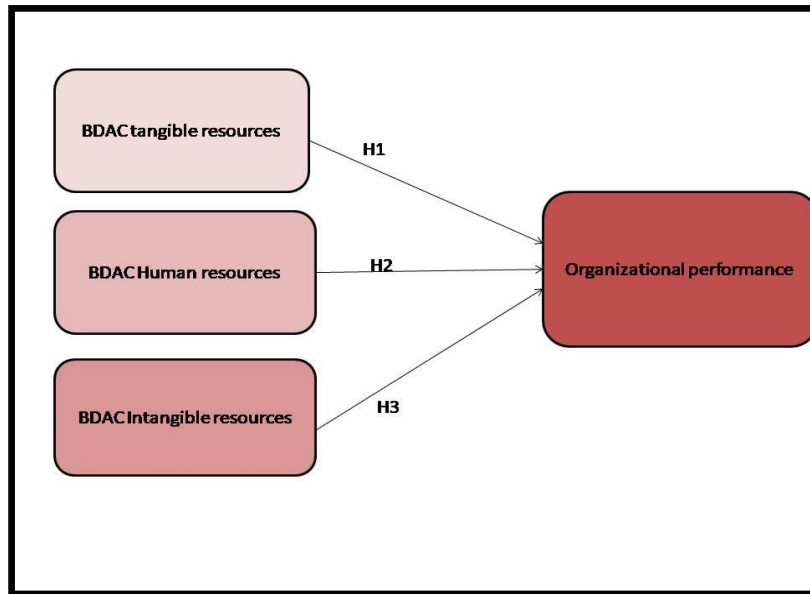 BDAC tangible resources
H1
BDAC Human resources
H2
Organizational performance
BDAC Intangible resources
H3